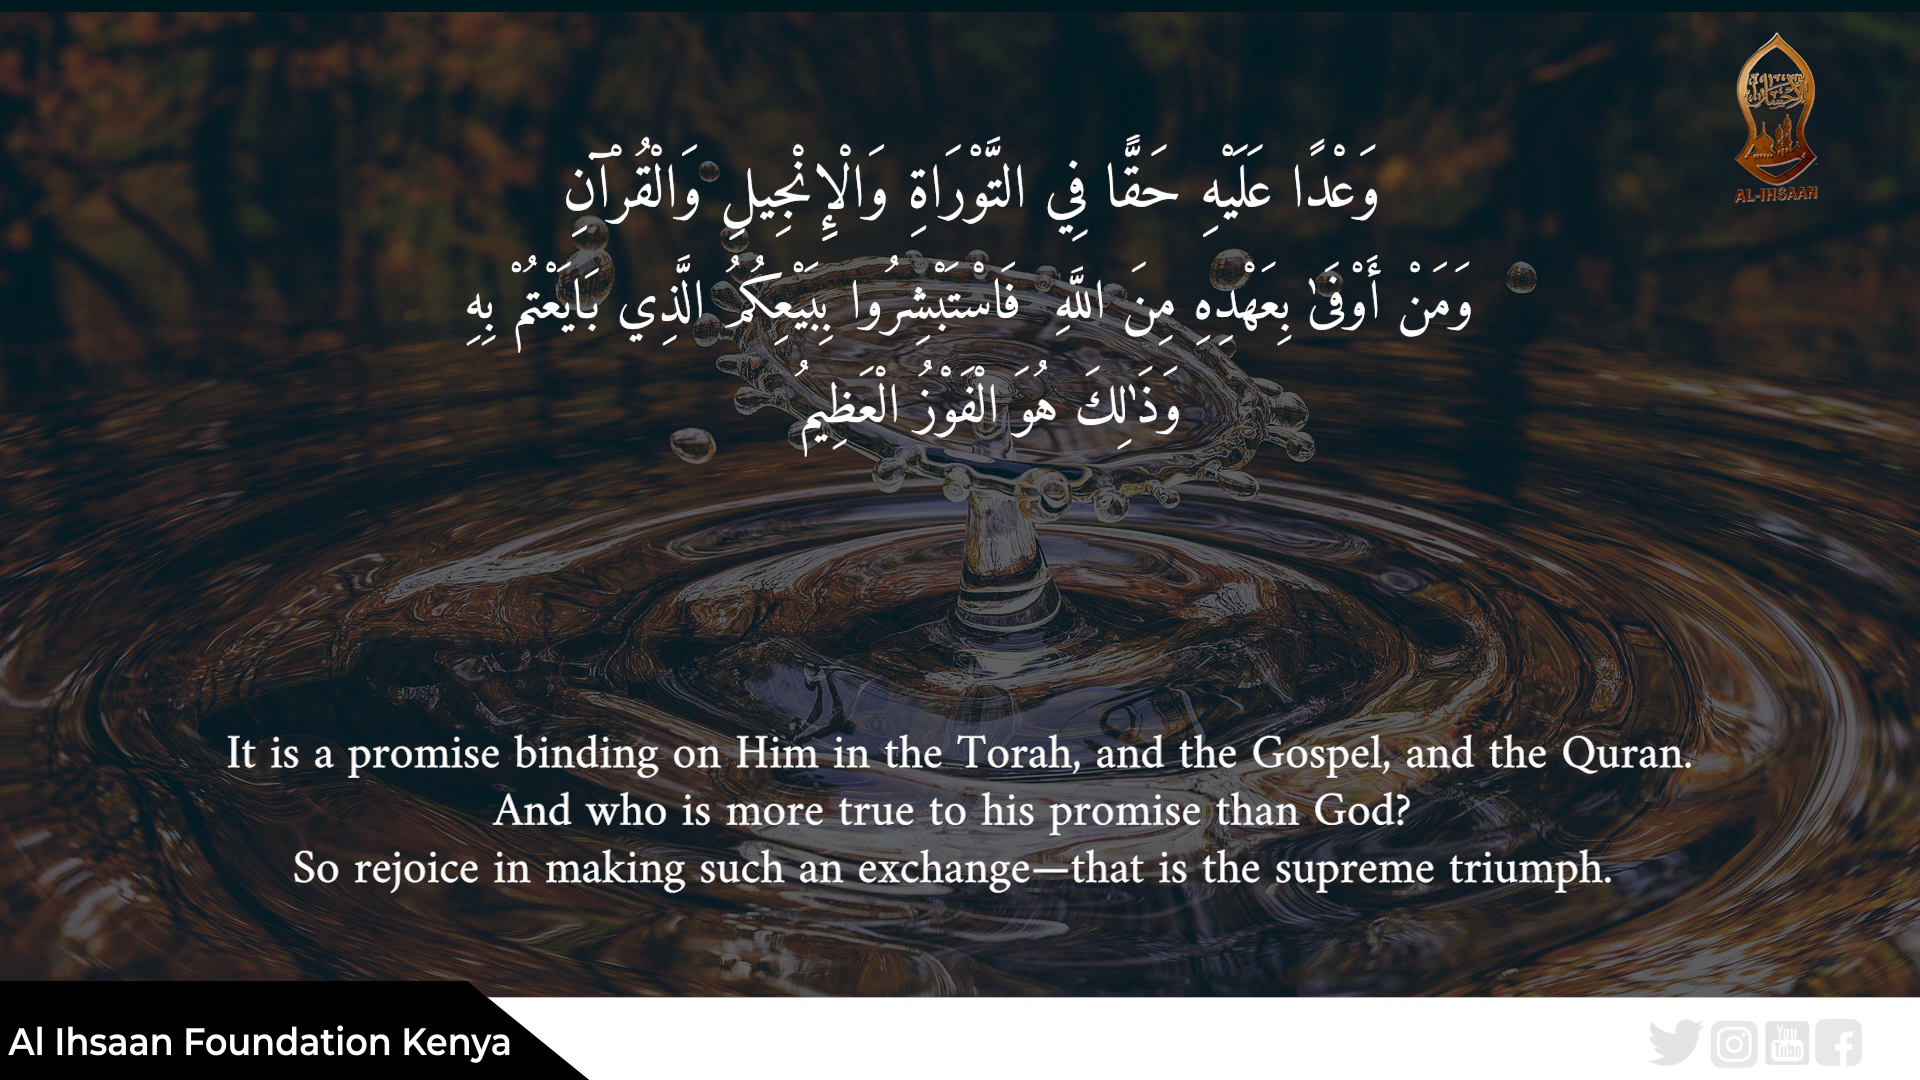 الإحسان
AL-IHSAAN
وَعْدًا عَلَيْهِ حَقًّا فِي التَّوْرَاةِ وَالْإِنْجِيلِ وَالْقُرْآنِ
وَمَنْ أَوْفَىٰ بِعَهْدِهِ مِنَ اللَّهِ فَاسْتَبْشِرُوا بِبَيْعِكُمُ الَّذِي بَايَعْتُمْ بِهِ
وَذَٰلِكَ هُوَ الْفَوْزُ الْعَظِيمُ
It is a promise binding on Him in the Torah, and the Gospel, and the Quran.
And who is more true to his promise than God?
So rejoice in making such an exchange—that is the supreme triumph.
Al Ihsaan Foundation Kenya
You Tube